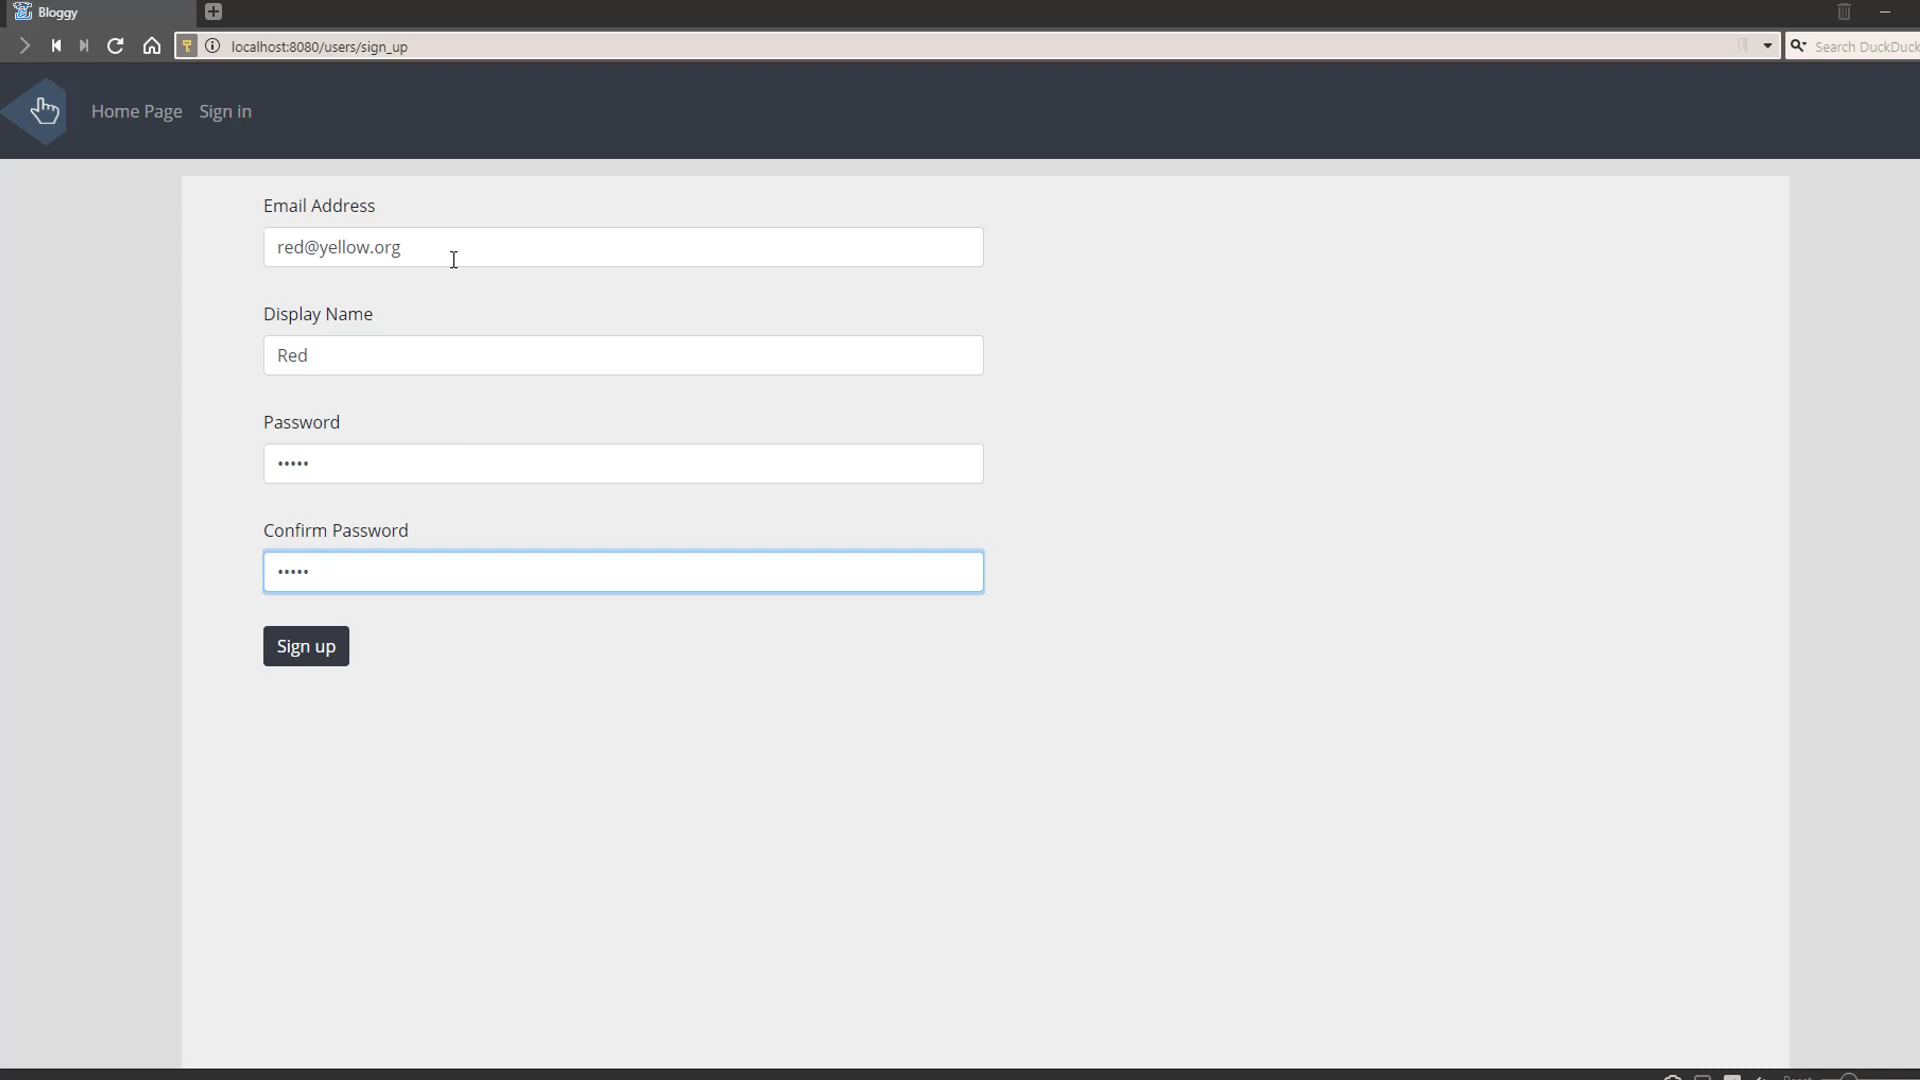 Bloggy
localhost:8080/users/sign_up
Search DuckDuck
Home Page Sign in
Email Address
red@yellow.org
Display Name
Red
Password
•••••
Confirm Password
•••••
Sign up